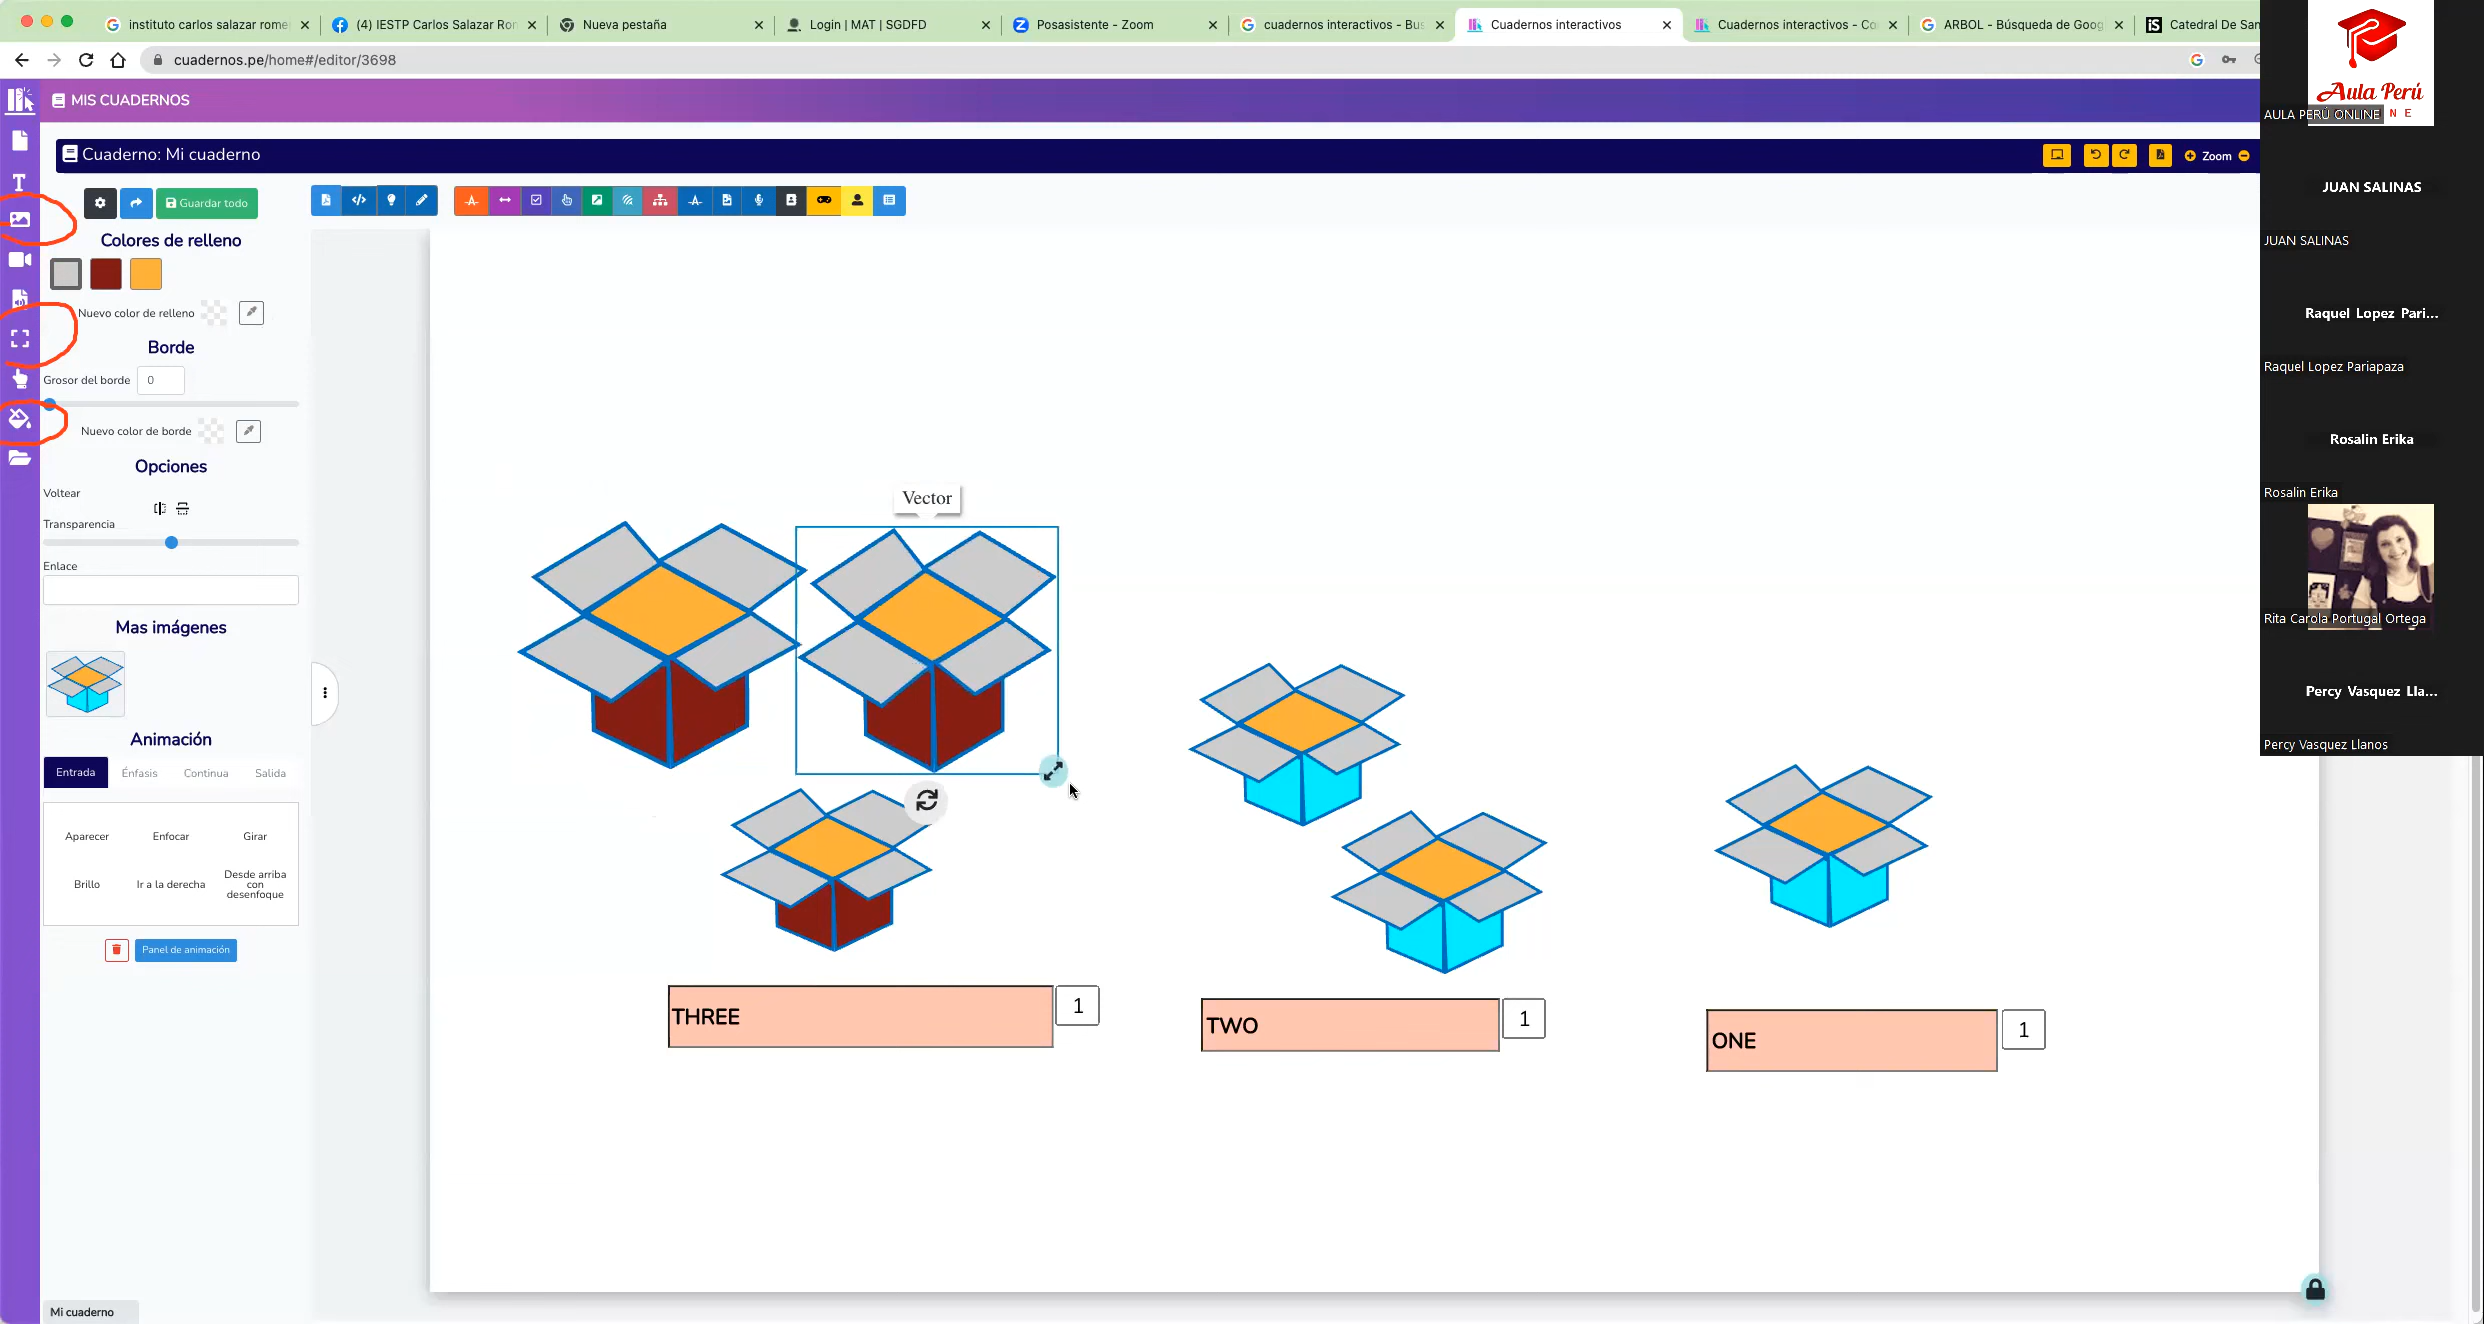 instituto carlos salazar rome
(4) IESTP Carlos Salazar Ror
Nueva pestaña
Login | MAT | SGDFD
Posasistente - Zoom
cuadernos interactivos - Bus
Cuadernos interactivos
Cuadernos interactivos - Co
ARBOL - Búsqueda de Goog
Catedral De San
cuadernos.pe/home#/editor/3698
MIS CUADERNOS
Cuaderno: Mi cuaderno
Zoom
Guardar todo
Colores de relleno
Nuevo color de relleno
Borde
Grosor del borde 0
Nuevo color de borde
Opciones
Voltear
Transparencia
Enlace
Mas imágenes
Animación
Entrada Énfasis Continua Salida
Aparecer Enfocar Girar
Brillo Ir a la derecha Desde arriba
con
desenfoque
Panel de animación
Mi cuaderno
Vector
THREE 1
TWO 1
ONE 1
Aula Perú
AULA PERÚ ONLINE N E
JUAN SALINAS
JUAN SALINAS
Raquel Lopez Pari...
Raquel Lopez Pariapaza
Rosalin Erika
Rosalin Erika
Rita Carola Portugal Ortega
Percy Vasquez Lla...
Percy Vasquez Llanos